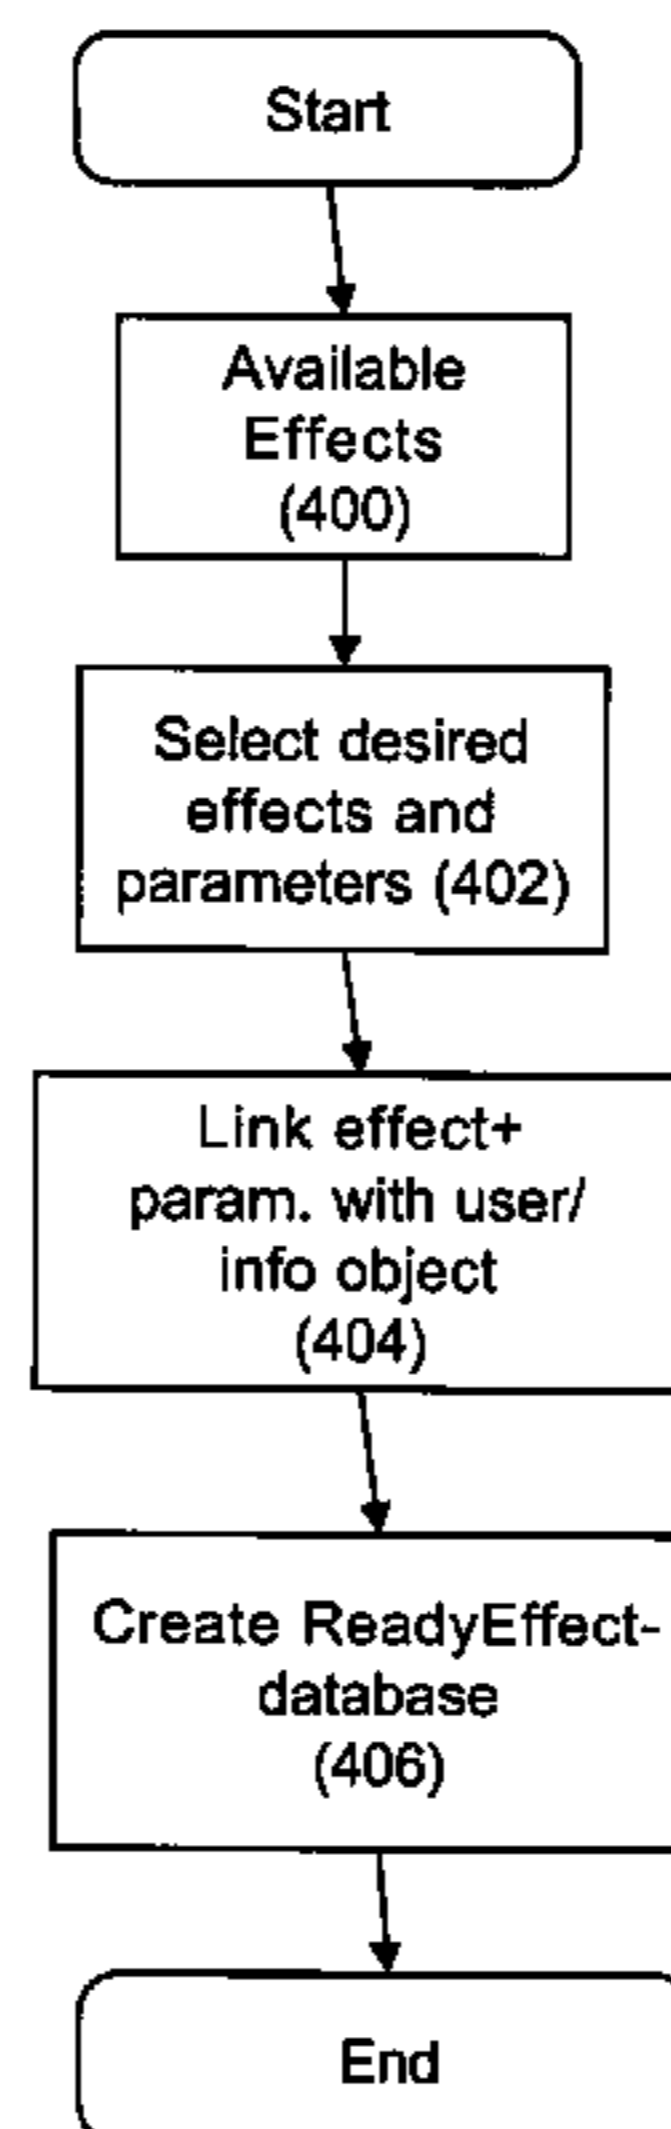 Start
Available
Effects
(400)
Select desired
effects and
parameters (402)
Link effect+
param. with user/
info object
(404)
Create ReadyEffect-
database
(406)
End